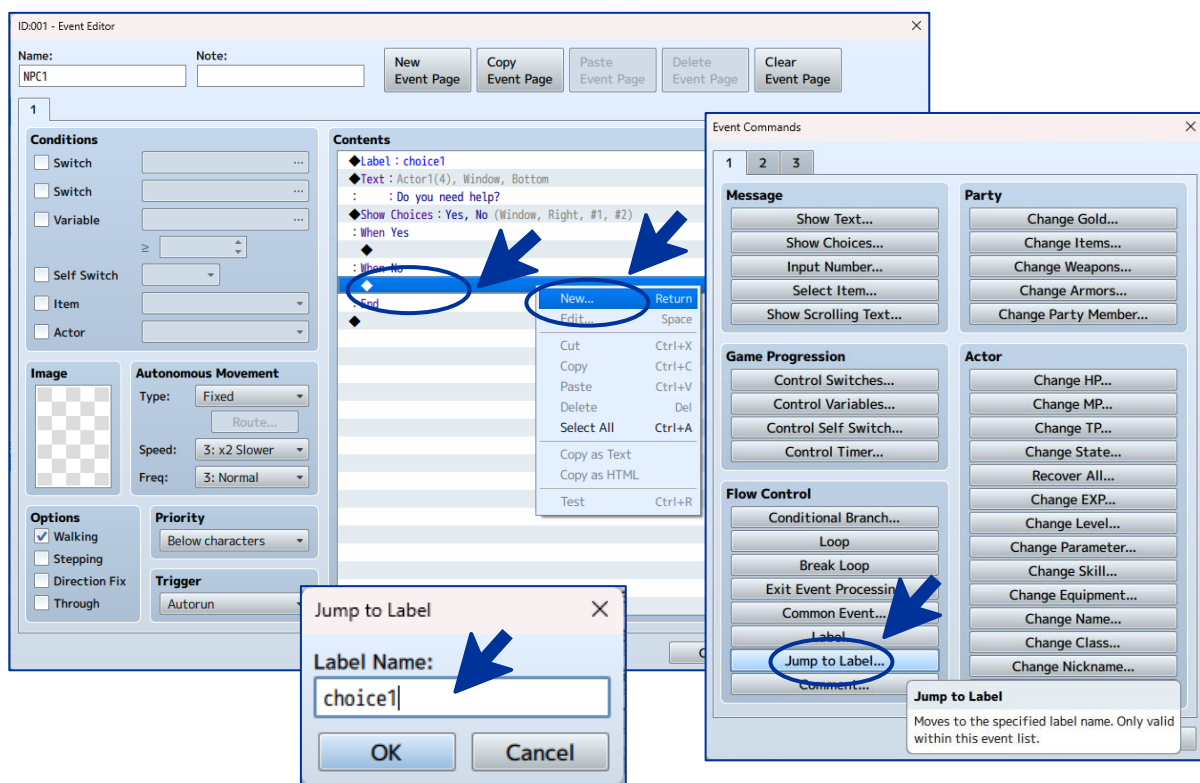 ID:001 - Event Editor
Name:
Note:
NPC1
New
Event Page
Copy
Event Page
Paste
Event Page
Delete
Event Page
Clear
Event Page
1
Conditions
Switch
...
Switch
...
Variable
...
≥
Self Switch
Item
Actor
Image
Autonomous Movement
Type:
Fixed
Route...
Speed:
3: x2 Slower
Freq:
3: Normal
Options
Walking
Stepping
Direction Fix
Through
Priority
Below characters
Trigger
Autorun
Contents
◆Label：choice1
◆Text：Actor1(4), Window, Bottom
:　　：Do you need help?
◆Show Choices：Yes, No (Window, Right, #1, #2)
: When Yes
◆
: When No
◆
: End
◆
New... Return
Edit... Space
Cut Ctrl+X
Copy Ctrl+C
Paste Ctrl+V
Delete Del
Select All Ctrl+A
Copy as Text
Copy as HTML
Test Ctrl+R
Jump to Label
Label Name:
choice1
OK
Cancel
Event Commands
1 2 3
Message
Show Text...
Show Choices...
Input Number...
Select Item...
Show Scrolling Text...
Game Progression
Control Switches...
Control Variables...
Control Self Switch...
Control Timer...
Flow Control
Conditional Branch...
Loop
Break Loop
Exit Event Processin
Common Event...
Label...
Jump to Label...
Comment...
Party
Change Gold...
Change Items...
Change Weapons...
Change Armors...
Change Party Member...
Actor
Change HP...
Change MP...
Change TP...
Change State...
Recover All...
Change EXP...
Change Level...
Change Parameter...
Change Skill...
Change Equipment...
Change Name...
Change Class...
Change Nickname...
Jump to Label
Moves to the specified label name. Only valid
within this event list.